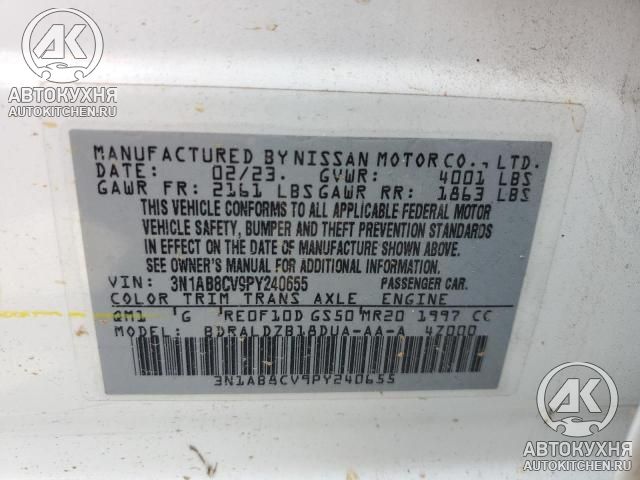 АК
АВТОКУХНЯ
AUTOKITCHEN.RU
MANUFACTURED BY NISSAN MOTOR CO., LTD.
DATE: 02/23. GVWR: 4001 LBS
GAWR FR: 2161 LBS GAWR RR: 1863 LBS
THIS VEHICLE CONFORMS TO ALL APPLICABLE FEDERAL MOTOR
VEHICLE SAFETY, BUMPER AND THEFT PREVENTION STANDARDS
IN EFFECT ON THE DATE OF MANUFACTURE SHOWN ABOVE.
SEE OWNER'S MANUAL FOR ADDITIONAL INFORMATION
VIN: 3N1AB8CV9PY240655 PASSENGER CAR.
COLOR TRIM TRANS AXLE ENGINE
QM1 G RE0F10D GS50 MR20 1997 CC
MODEL: BDRALDZB18DUA-AA-A 4Z000
3N1AB8CV9PY240655
АК
АВТОКУХНЯ
AUTOKITCHEN.RU